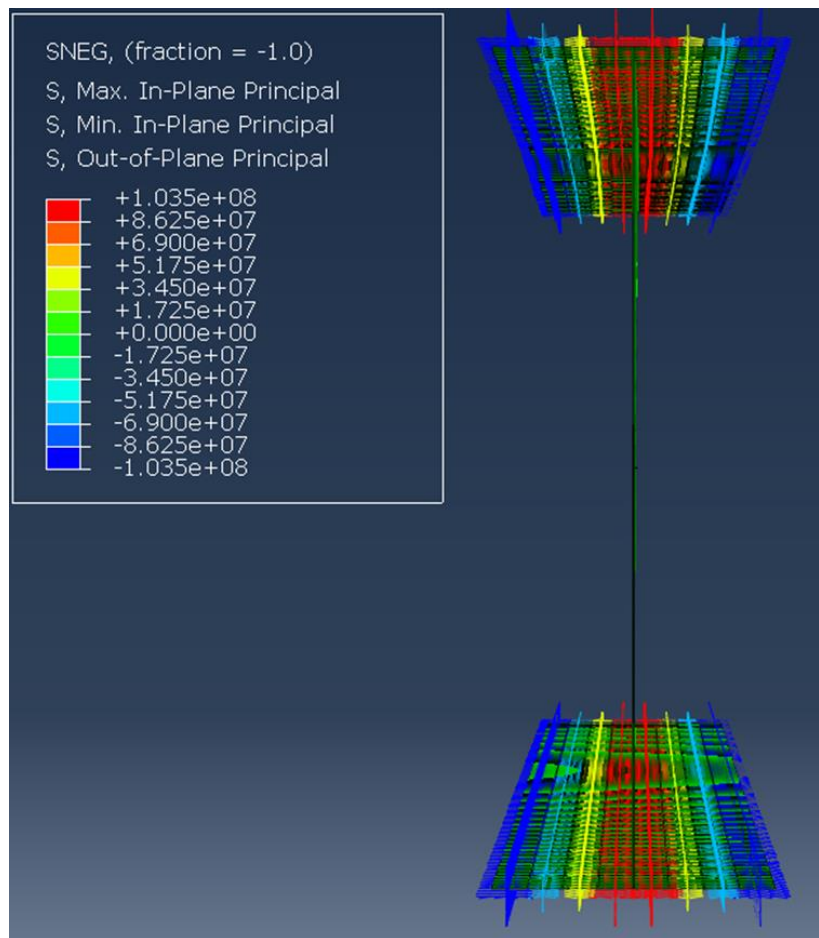 SNEG, (fraction = -1.0)
S, Max. In-Plane Principal
S, Min. In-Plane Principal
S, Out-of-Plane Principal
+1.035e+08
+8.625e+07
+6.900e+07
+5.175e+07
+3.450e+07
+1.725e+07
+0.000e+00
-1.725e+07
-3.450e+07
-5.175e+07
-6.900e+07
-8.625e+07
-1.035e+08